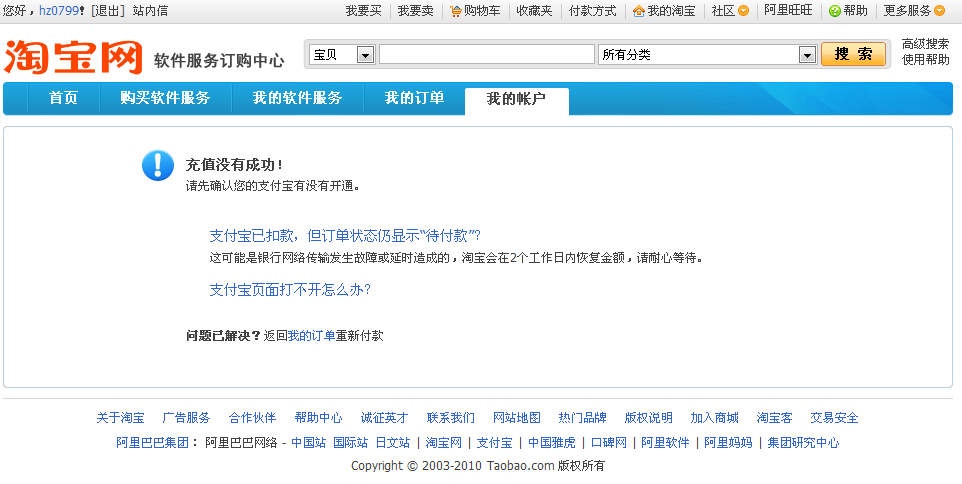 您好，hz0799！ [退出] 站内信 我要买 我要卖 购物车 收藏夹 付款方式 我的淘宝 社区 阿里旺旺 帮助 更多服务
淘宝网 软件服务订购中心 宝贝 所有分类 搜 索 高级搜索
使用帮助
首页 购买软件服务 我的软件服务 我的订单 我的帐户
充值没有成功！
请先确认您的支付宝有没有开通。
支付宝已扣款，但订单状态仍显示“待付款”?
这可能是银行网络传输发生故障或延时造成的，淘宝会在2个工作日内恢复金额，请耐心等待。
支付宝页面打不开怎么办?
问题已解决？返回我的订单重新付款
关于淘宝 广告服务 合作伙伴 帮助中心 诚征英才 联系我们 网站地图 热门品牌 版权说明 加入商城 淘宝客 交易安全
阿里巴巴集团： 阿里巴巴网络 - 中国站 国际站 日文站 | 淘宝网 | 支付宝 | 中国雅虎 | 口碑网 | 阿里软件 | 阿里妈妈 | 集团研究中心
Copyright © 2003-2010 Taobao.com 版权所有